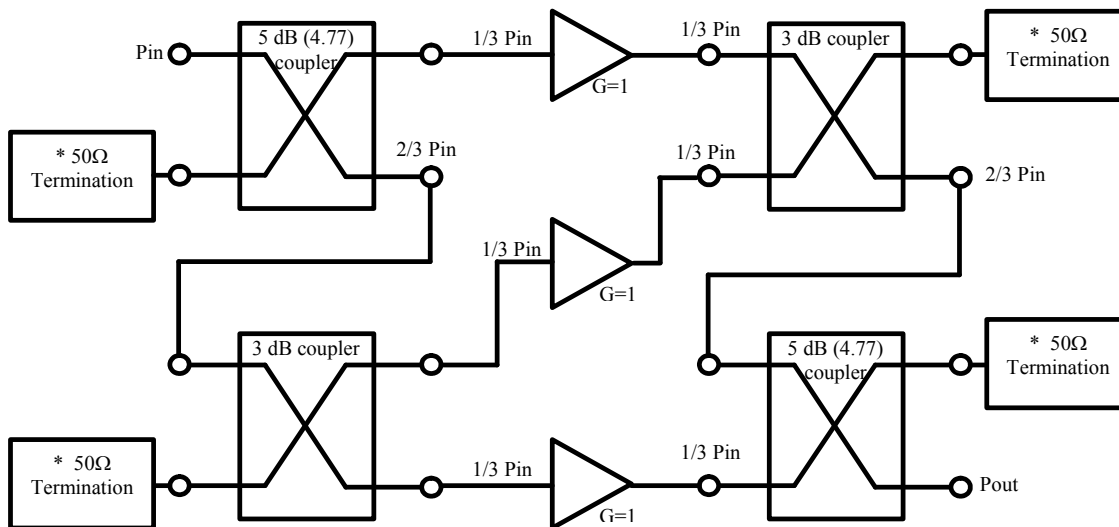 Pin
5 dB (4.77)
coupler
1/3 Pin
G=1
1/3 Pin
3 dB coupler
* 50Ω
Termination
* 50Ω
Termination
2/3 Pin
1/3 Pin
2/3 Pin
1/3 Pin
G=1
3 dB coupler
5 dB (4.77)
coupler
* 50Ω
Termination
* 50Ω
Termination
1/3 Pin
G=1
1/3 Pin
Pout